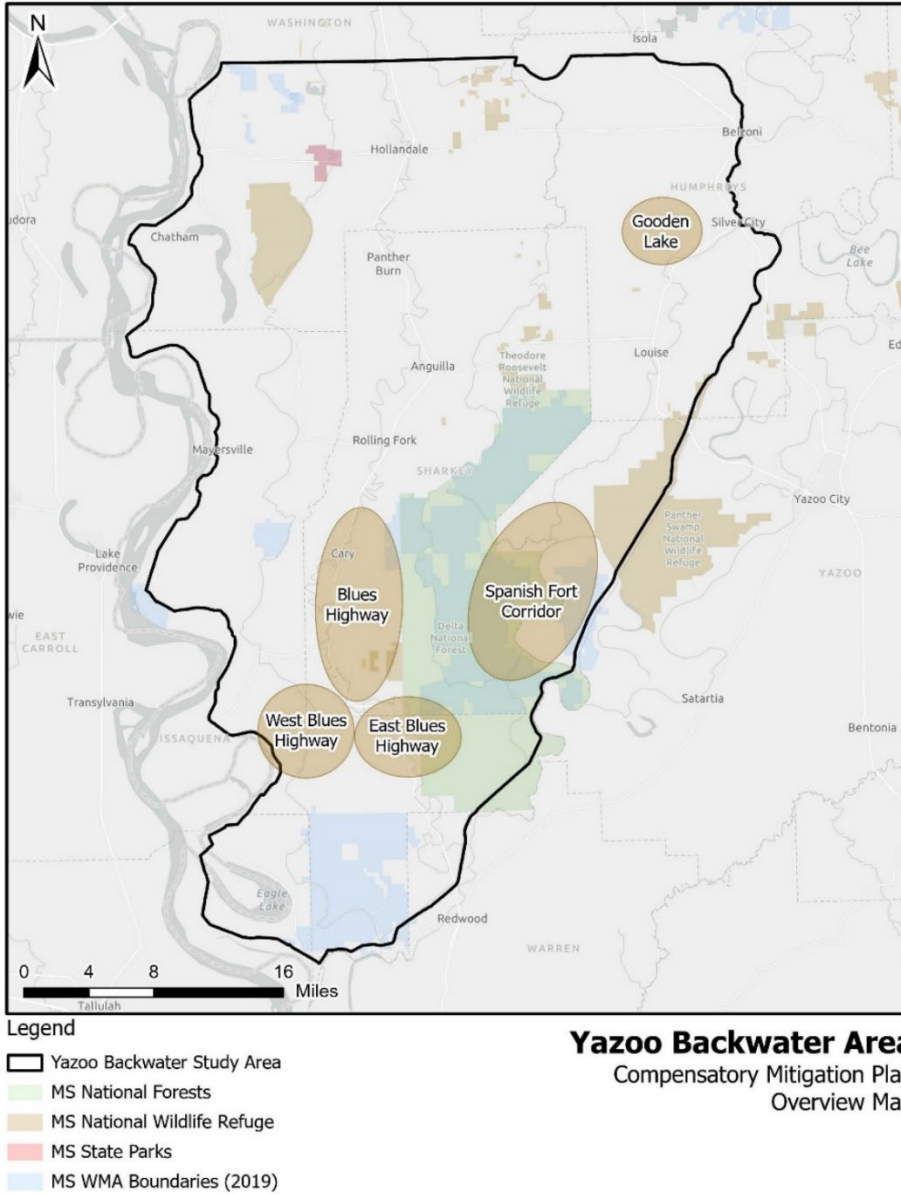 N
WASHINGTON
Isola
Belzoni
Hollandale
HUMPHREYS
Gooden
Lake
Silver City
udora
Chatham
Bee
Lake
Panther
Burn
Louise
Ed
Anguilla
Theodore
Roosevelt
National
Wildlife
Refuge
Rolling Fork
Mayersville
SHARKEY
Yazoo City
Panther
Swamp
National
Wildlife
Refuge
Lake
Providence
Cary
YAZOO
Blues
Highway
Spanish Fort
Corridor
wie
EAST
CARROLL
Delta
National
Forest
Transylvania
Satartia
West Blues
Highway
East Blues
Highway
ISSAQUENA
Bentonia
Eagle
Lake
Redwood
WARREN
0 4 8 16
Miles
Tallulah
Legend
Yazoo Backwater Study Area
MS National Forests
MS National Wildlife Refuge
MS State Parks
MS WMA Boundaries (2019)
Yazoo Backwater Area
Compensatory Mitigation Pla
Overview Ma